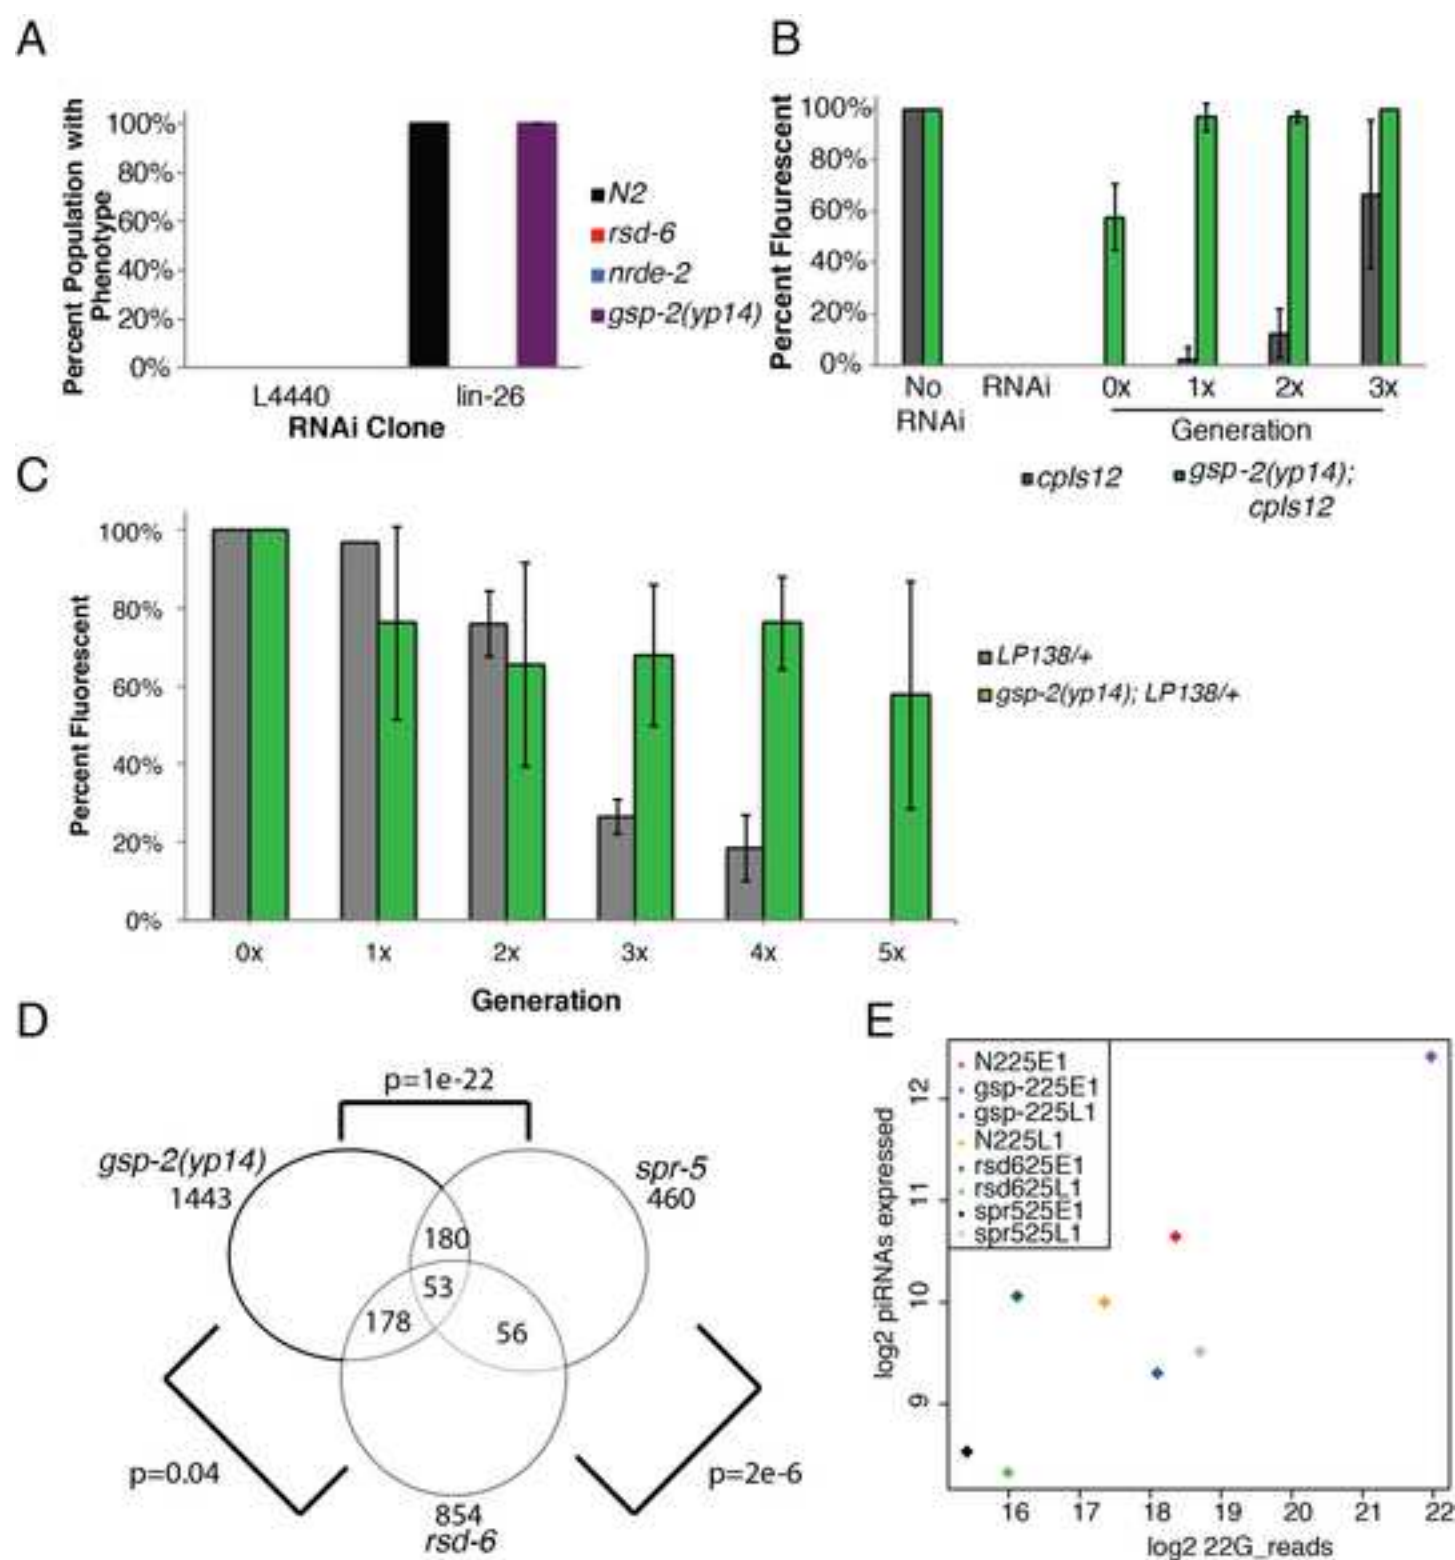 A
Percent Population with
Phenotype
100%
80%
60%
40%
20%
0%
L4440
lin-26
RNAi Clone
N2
rsd-6
nrde-2
gsp-2(yp14)
B
Percent Flourescent
100%
80%
60%
40%
20%
0%
No
RNAi
RNAi
0x
1x
2x
3x
Generation
cpIs12
gsp-2(yp14);
cpIs12
C
Percent Fluorescent
100%
80%
60%
40%
20%
0%
0x
1x
2x
3x
4x
5x
Generation
LP138/+
gsp-2(yp14); LP138/+
D
p=1e-22
gsp-2(yp14)
1443
spr-5
460
180
53
178
56
p=0.04
p=2e-6
854
rsd-6
E
N225E1
gsp-225E1
gsp-225L1
N225L1
rsd625E1
rsd625L1
spr525E1
spr525L1
log2 piRNAs expressed
12
11
10
9
16
17
18
19
20
21
22
log2 22G_reads